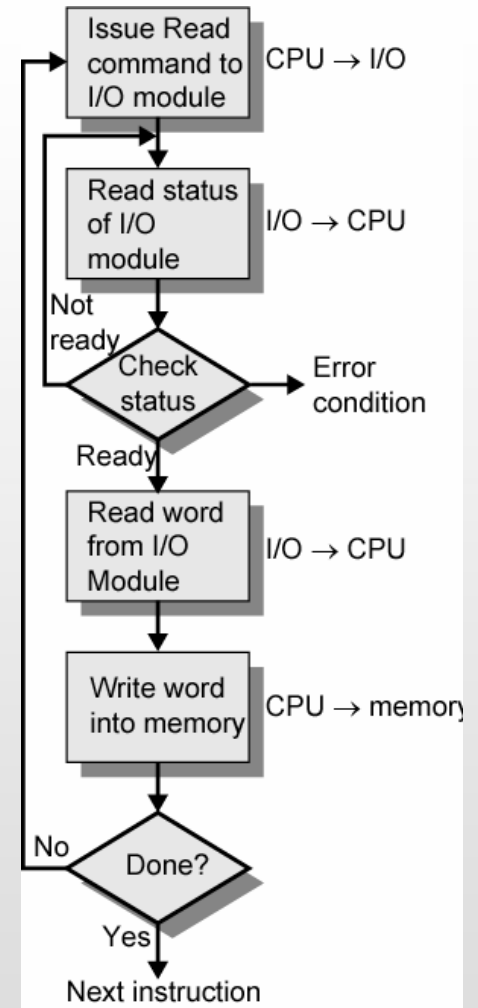 Issue Read
command to
I/O module
CPU → I/O
Read status
of I/O
module
I/O → CPU
Not
ready
Check
status
Error
condition
Ready
Read word
from I/O
Module
I/O → CPU
Write word
into memory
CPU → memory
No
Done?
Yes
Next instruction